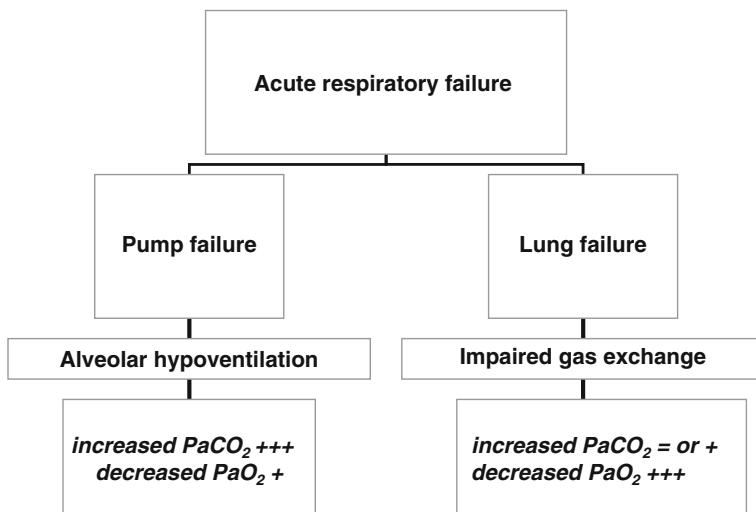 Acute respiratory failure
Pump failure
Lung failure
Alveolar hypoventilation
Impaired gas exchange
increased PaCO₂ +++
decreased PaO₂ +
increased PaCO₂ = or +
decreased PaO₂ +++